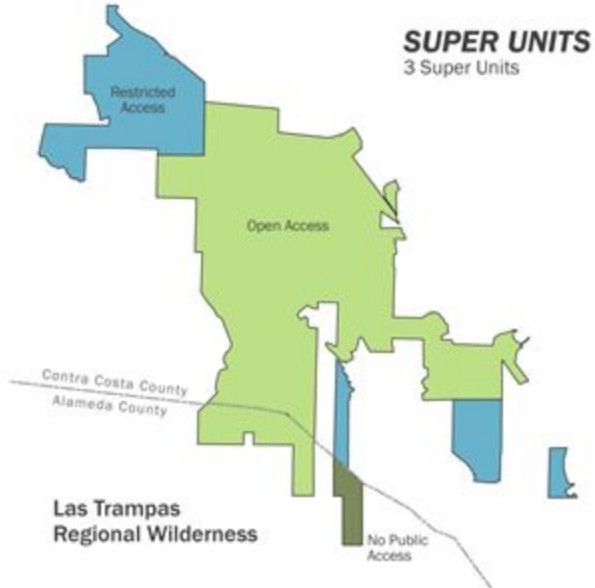 SUPER UNITS
3 Super Units
Restricted
Access
Open Access
Contra Costa County
Alameda County
Las Trampas
Regional Wilderness
No Public
Access